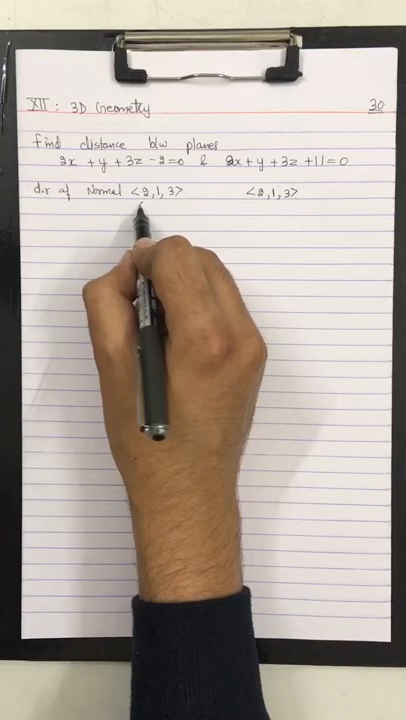 XII : 3D Geometry 30
Find distance b/w planes
2x + y + 3z - 2 = 0 & 2x + y + 3z + 11 = 0
d.r of Normal <2,1,3> <2,1,3>